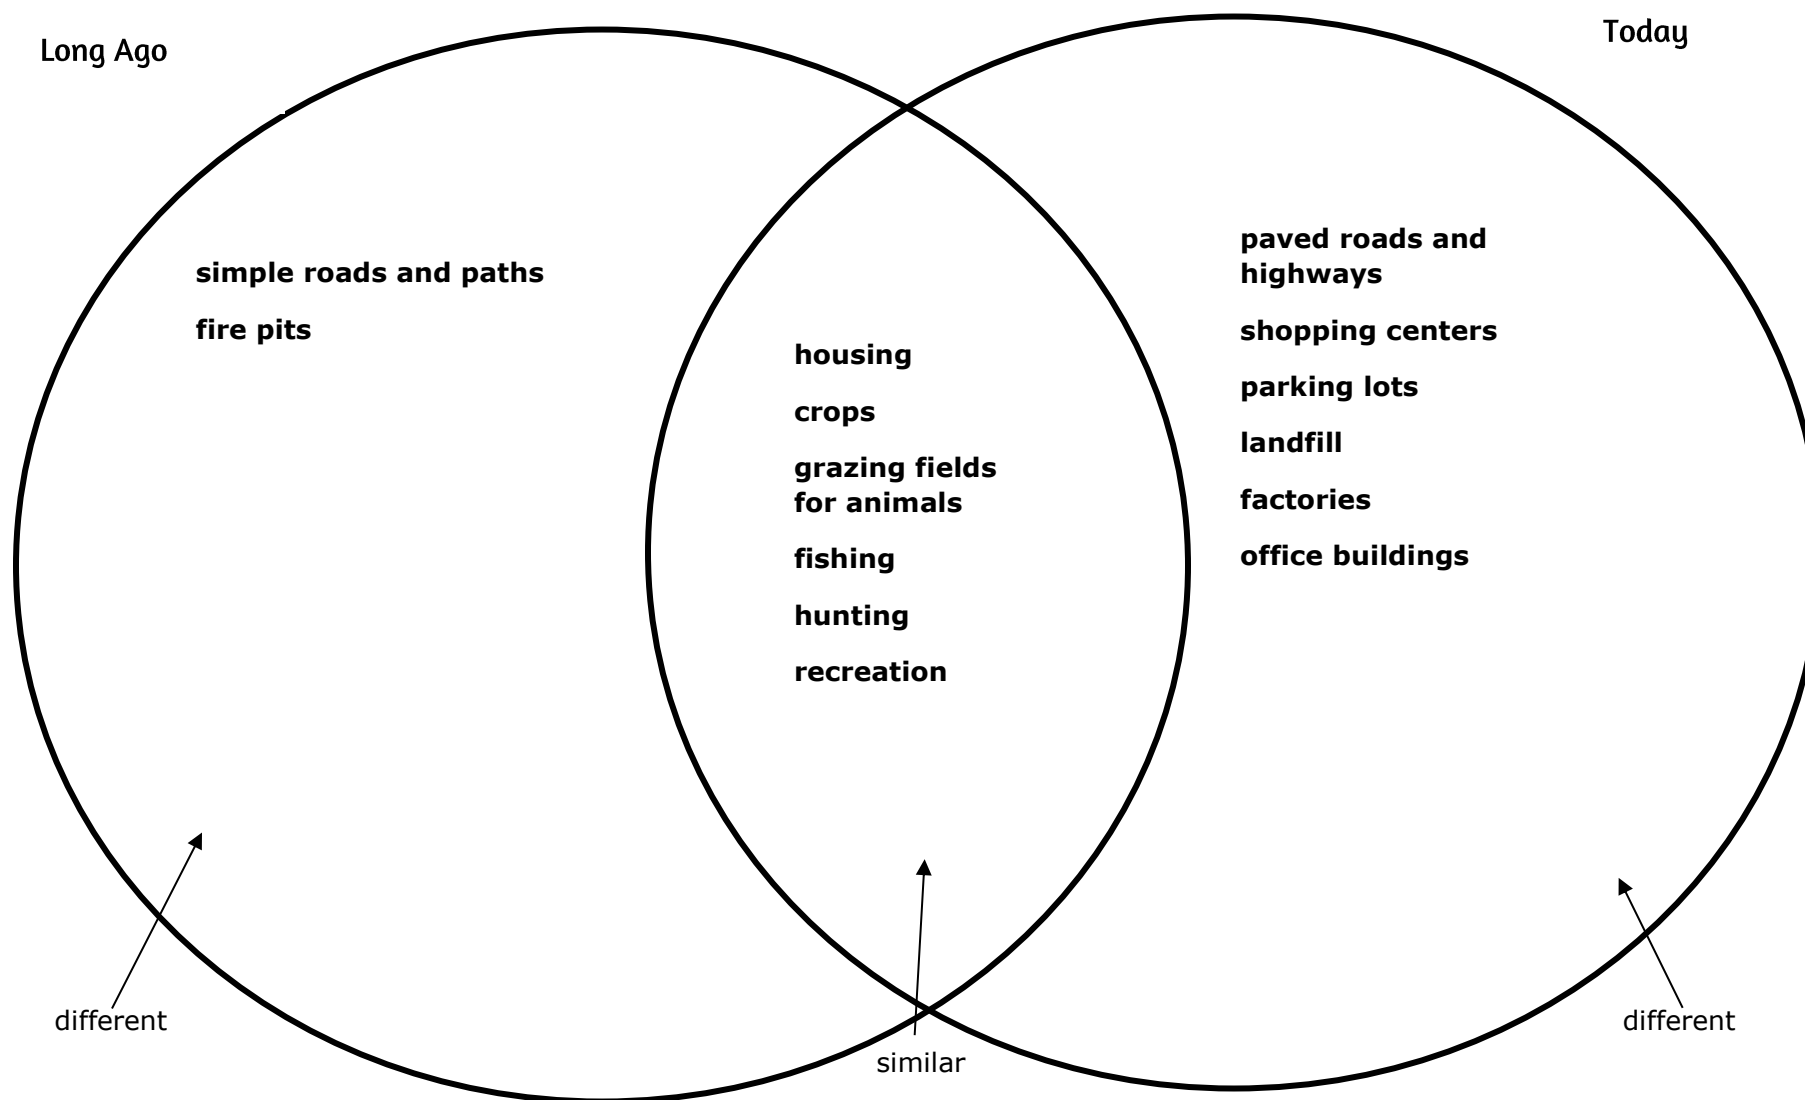 Long Ago
Today
simple roads and paths
fire pits
housing
crops
grazing fields
for animals
fishing
hunting
recreation
paved roads and
highways
shopping centers
parking lots
landfill
factories
office buildings
different
similar
different